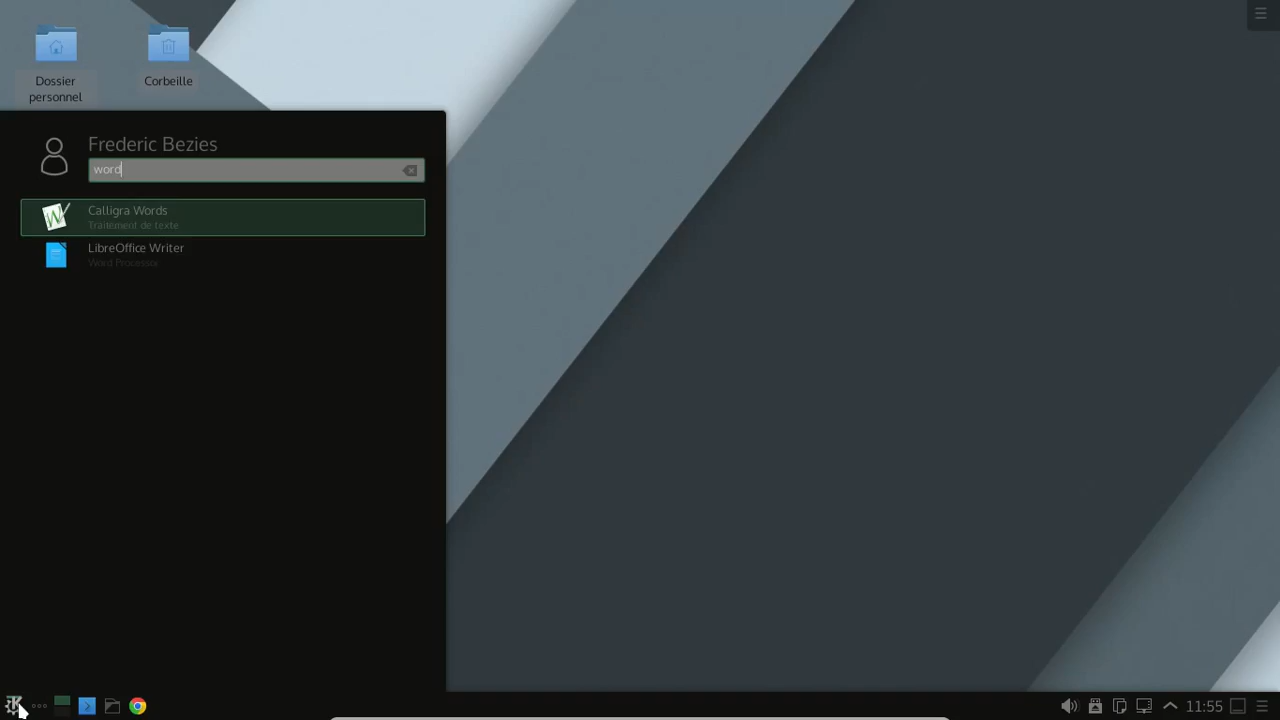 Dossier
personnel
Corbeille
Frederic Bezies
word
Calligra Words
Traitement de texte
LibreOffice Writer
Word Processor
11:55